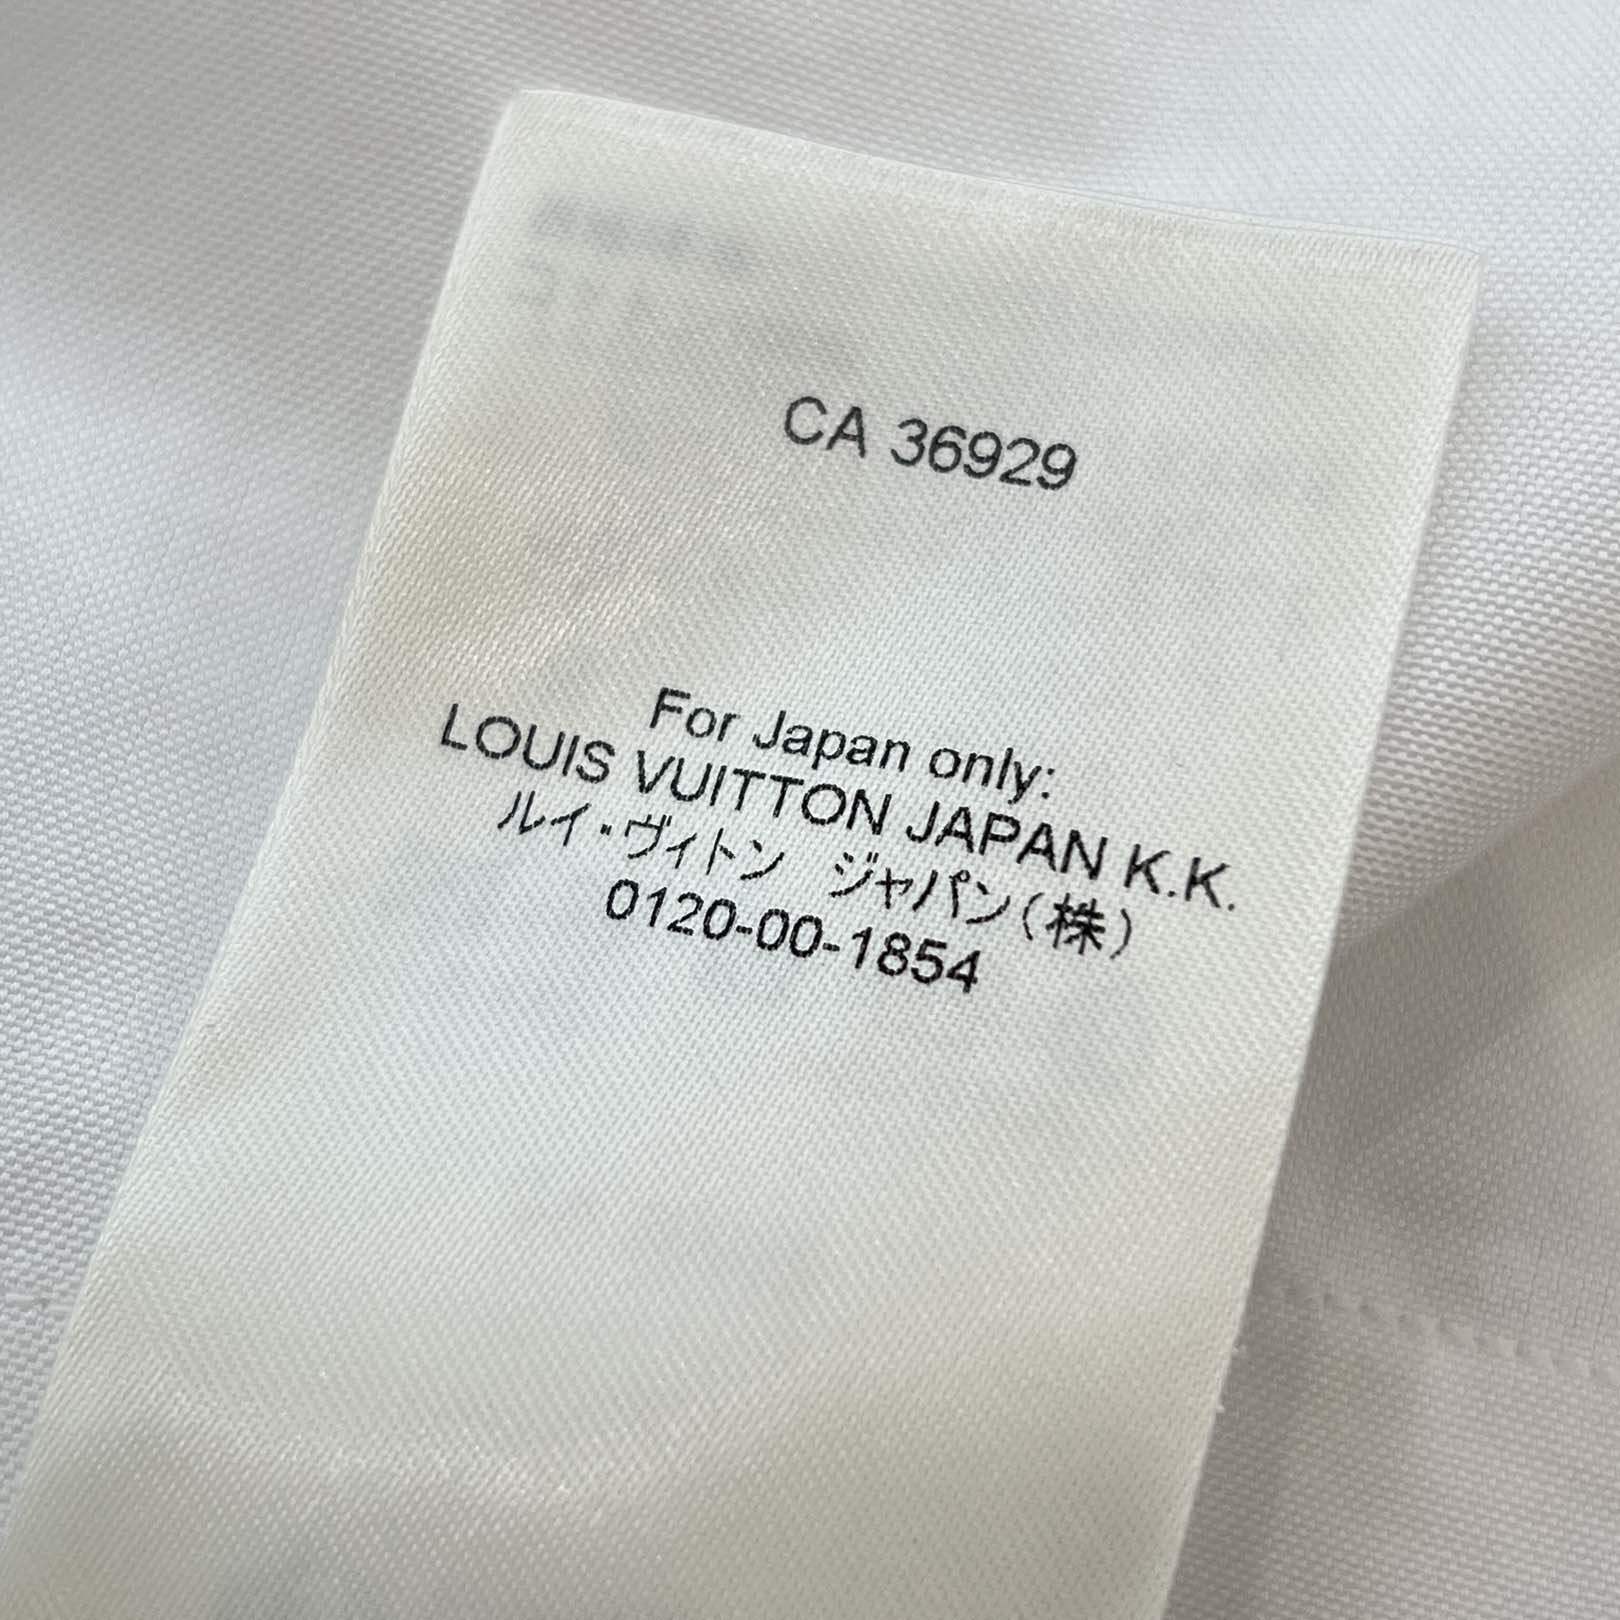 CA 36929
For Japan only:
LOUIS VUITTON JAPAN K.K.
ルイ・ヴィトン　ジャパン(株)
0120-00-1854